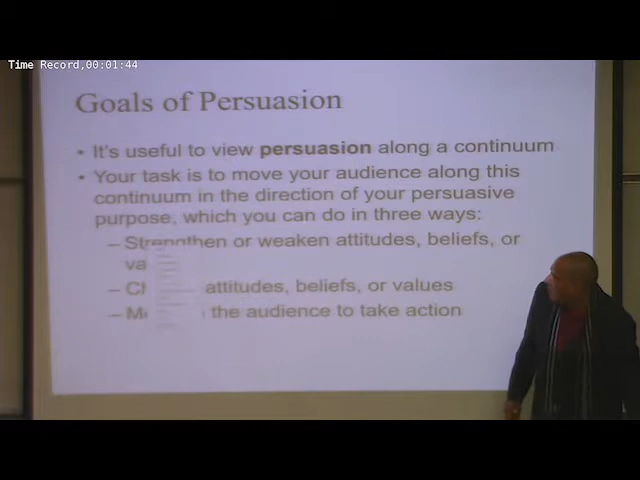 Time Record,00:01:44
Goals of Persuasion
• It's useful to view persuasion along a continuum
• Your task is to move your audience along this
continuum in the direction of your persuasive
purpose, which you can do in three ways:
– Strengthen or weaken attitudes, beliefs, or
– attitudes, beliefs, or values
– the audience to take action